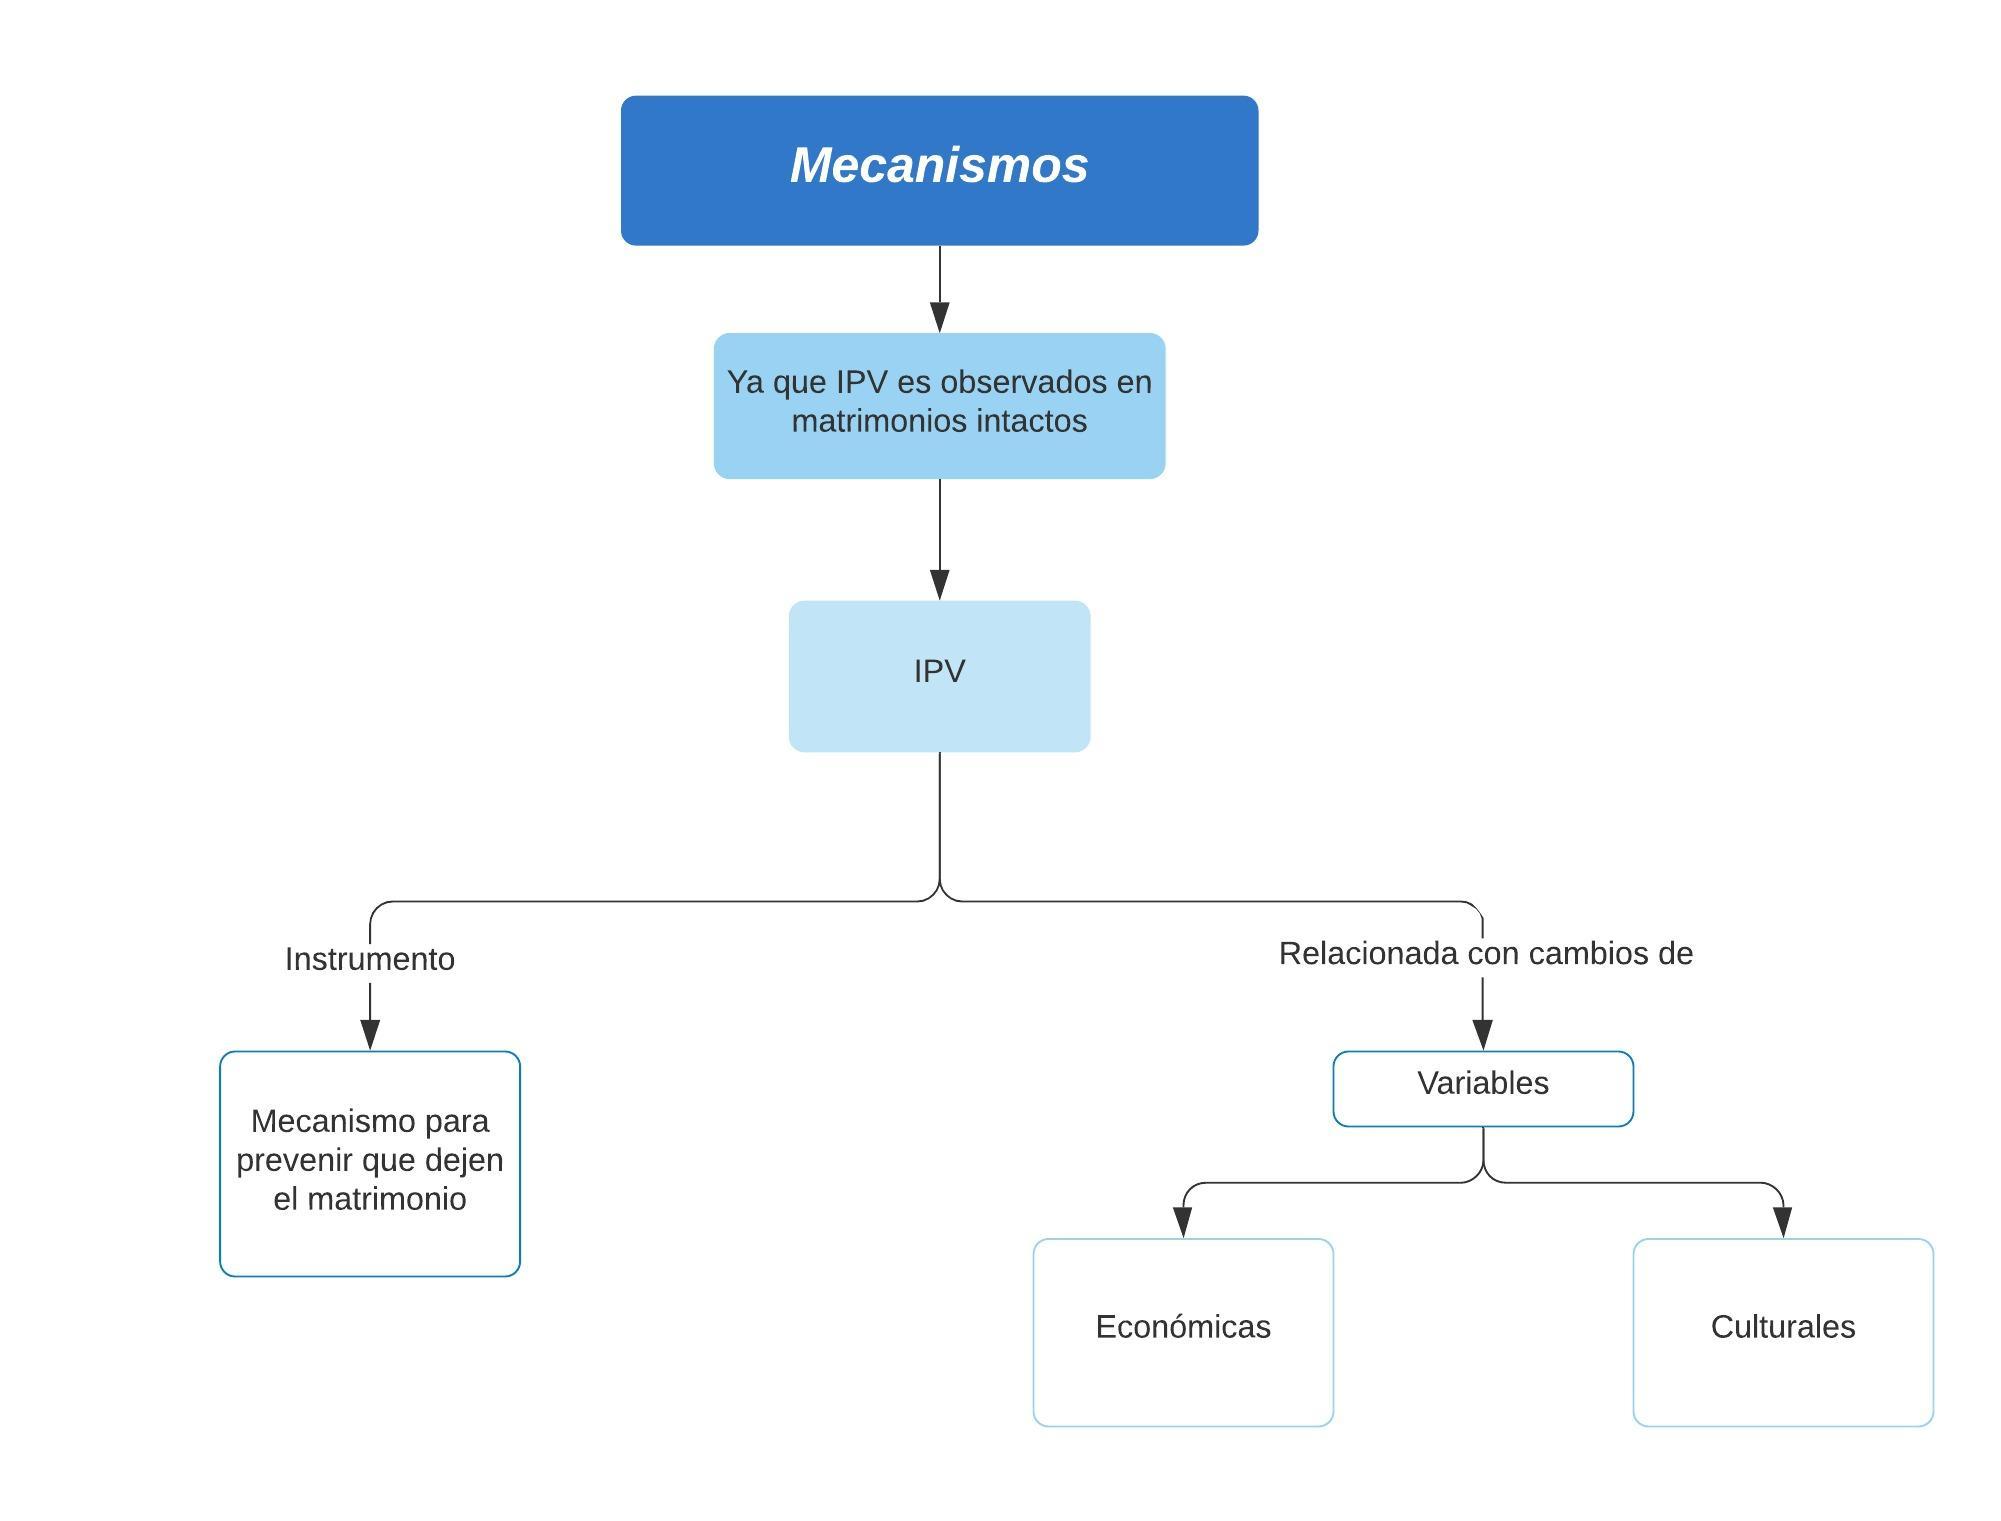 Mecanismos
Ya que IPV es observados en
matrimonios intactos
IPV
Instrumento
Relacionada con cambios de
Mecanismo para
prevenir que dejen
el matrimonio
Variables
Económicas
Culturales